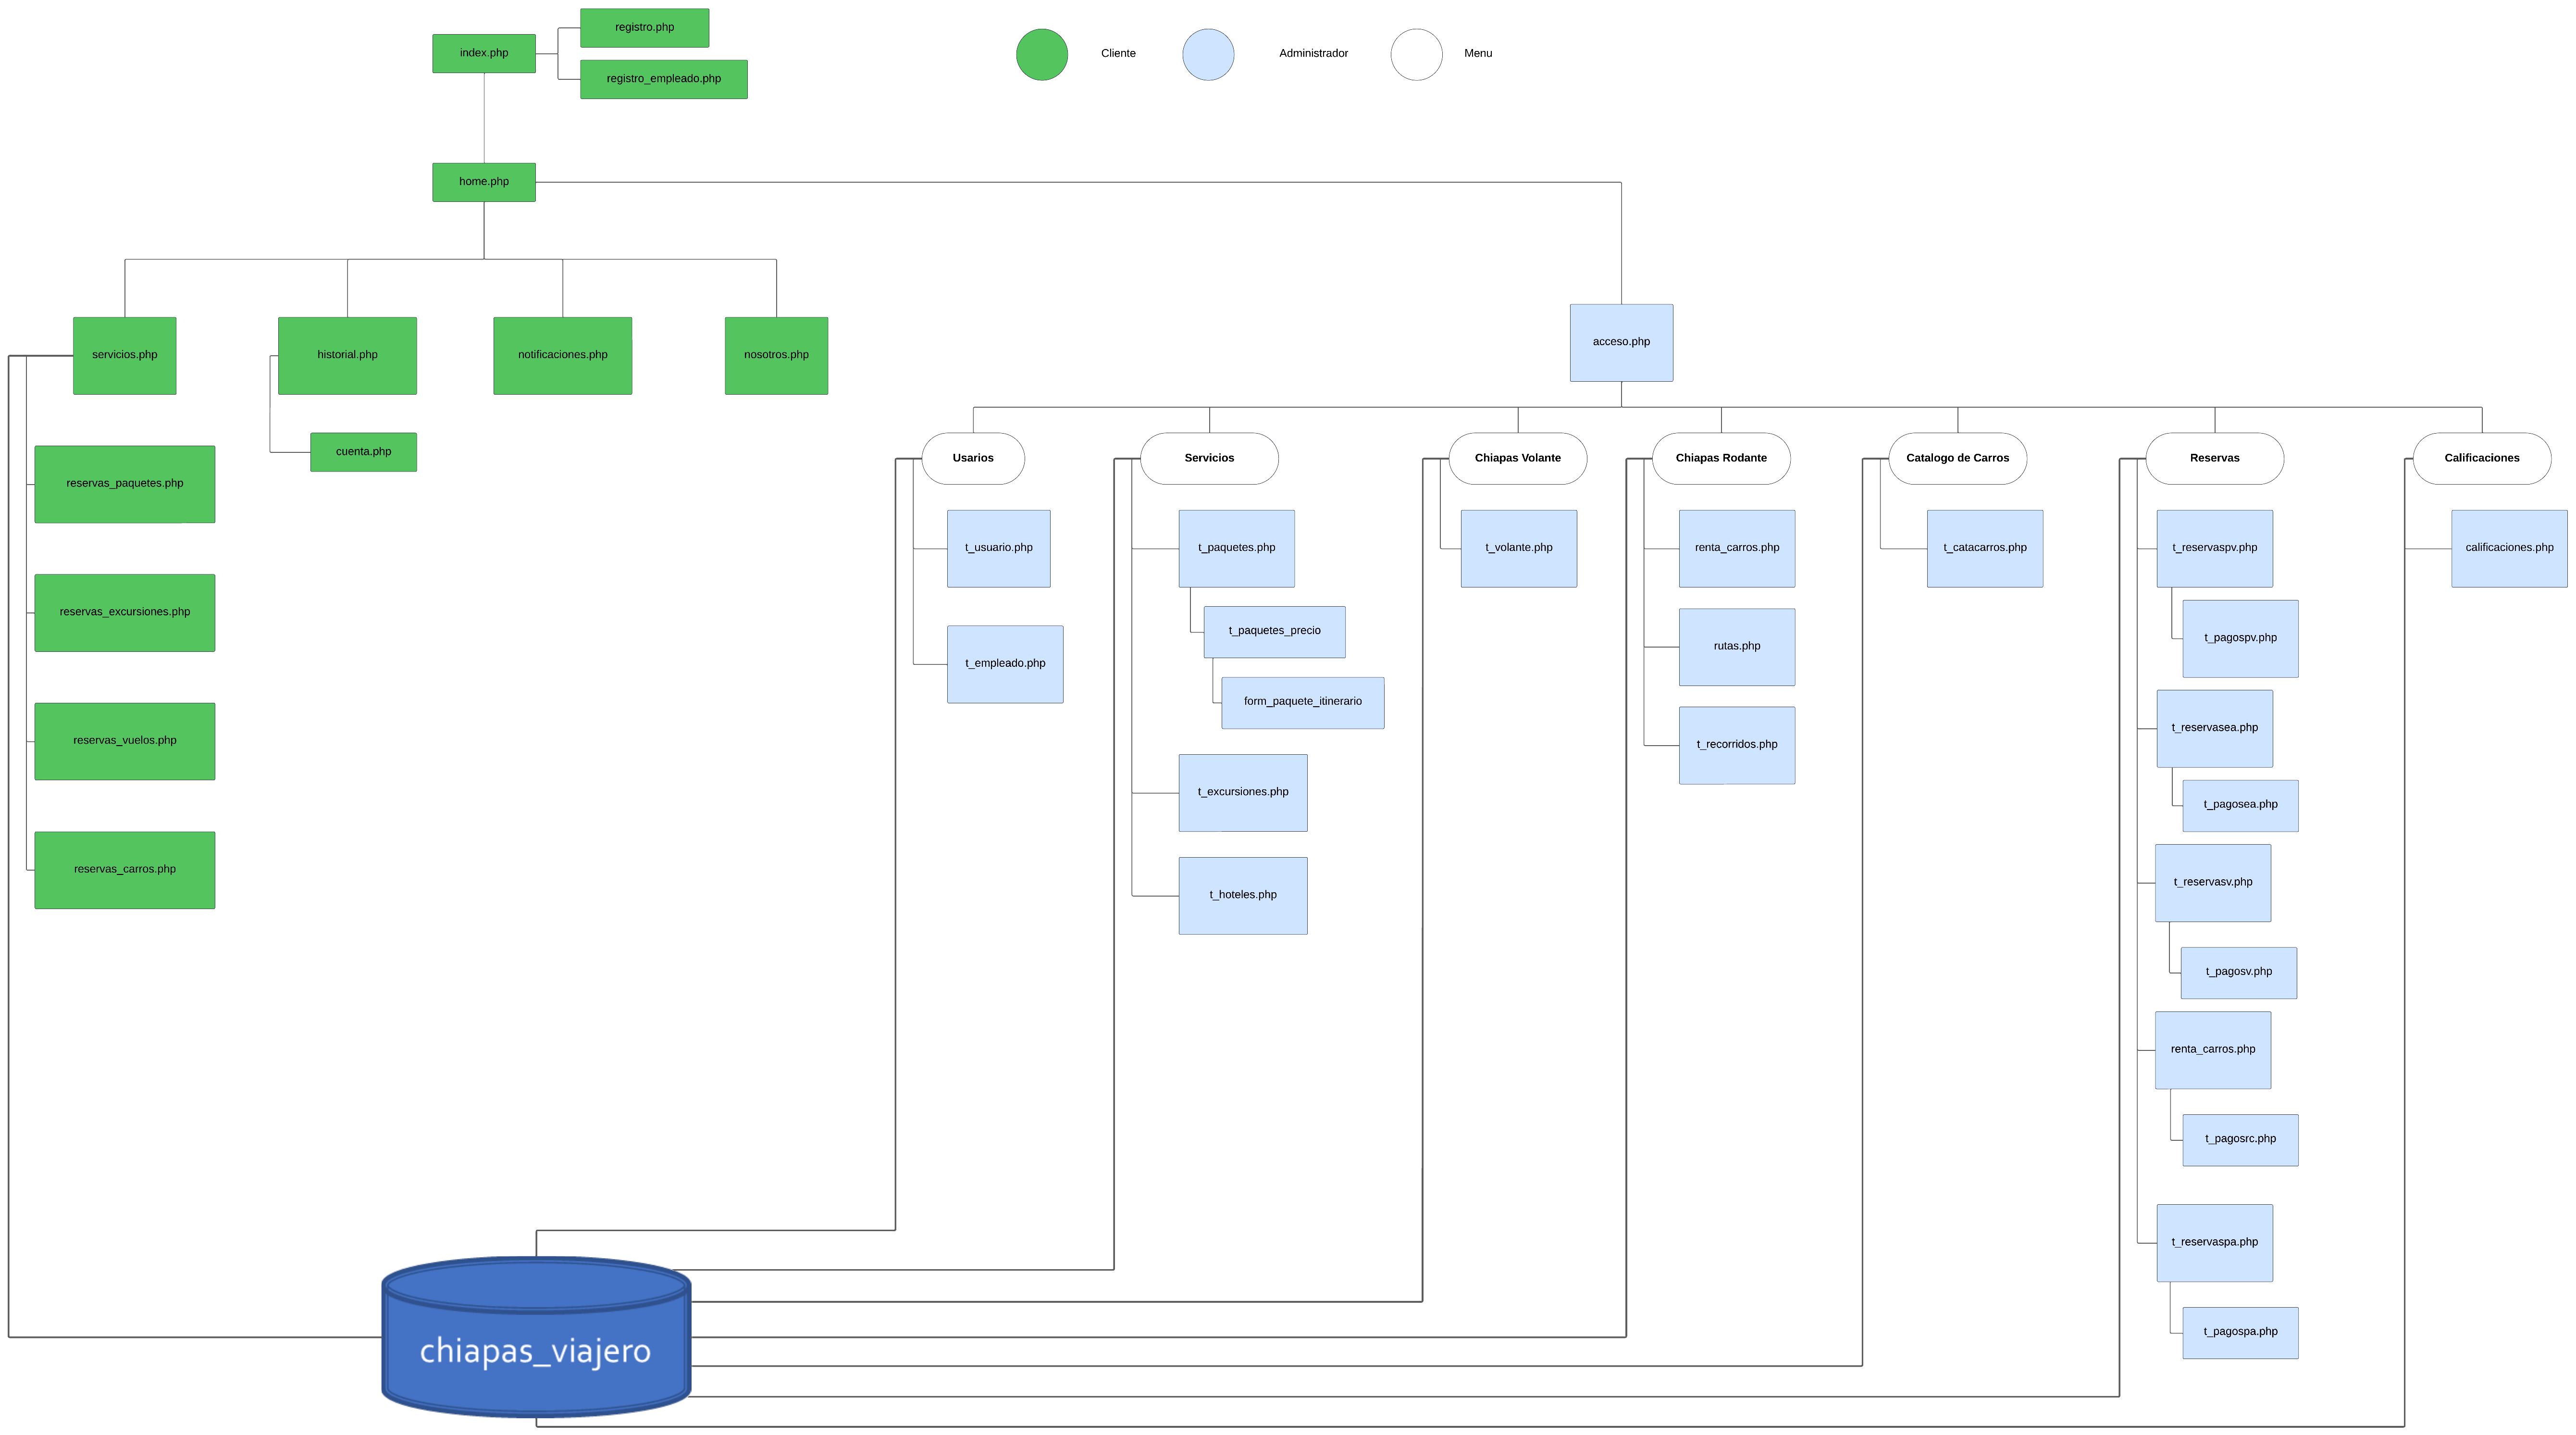 registro.php
index.php
registro_empleado.php
Cliente
Administrador
Menu
home.php
servicios.php
historial.php
notificaciones.php
nosotros.php
acceso.php
cuenta.php
reservas_paquetes.php
reservas_excursiones.php
reservas_vuelos.php
reservas_carros.php
Usarios
Servicios
Chiapas Volante
Chiapas Rodante
Catalogo de Carros
Reservas
Calificaciones
t_usuario.php
t_empleado.php
t_paquetes.php
t_paquetes_precio
form_paquete_itinerario
t_excursiones.php
t_hoteles.php
t_volante.php
renta_carros.php
rutas.php
t_recorridos.php
t_catacarros.php
t_reservaspv.php
t_pagospv.php
t_reservasea.php
t_pagosea.php
t_reservasv.php
t_pagosv.php
renta_carros.php
t_pagosrc.php
t_reservaspa.php
t_pagospa.php
calificaciones.php
chiapas_viajero